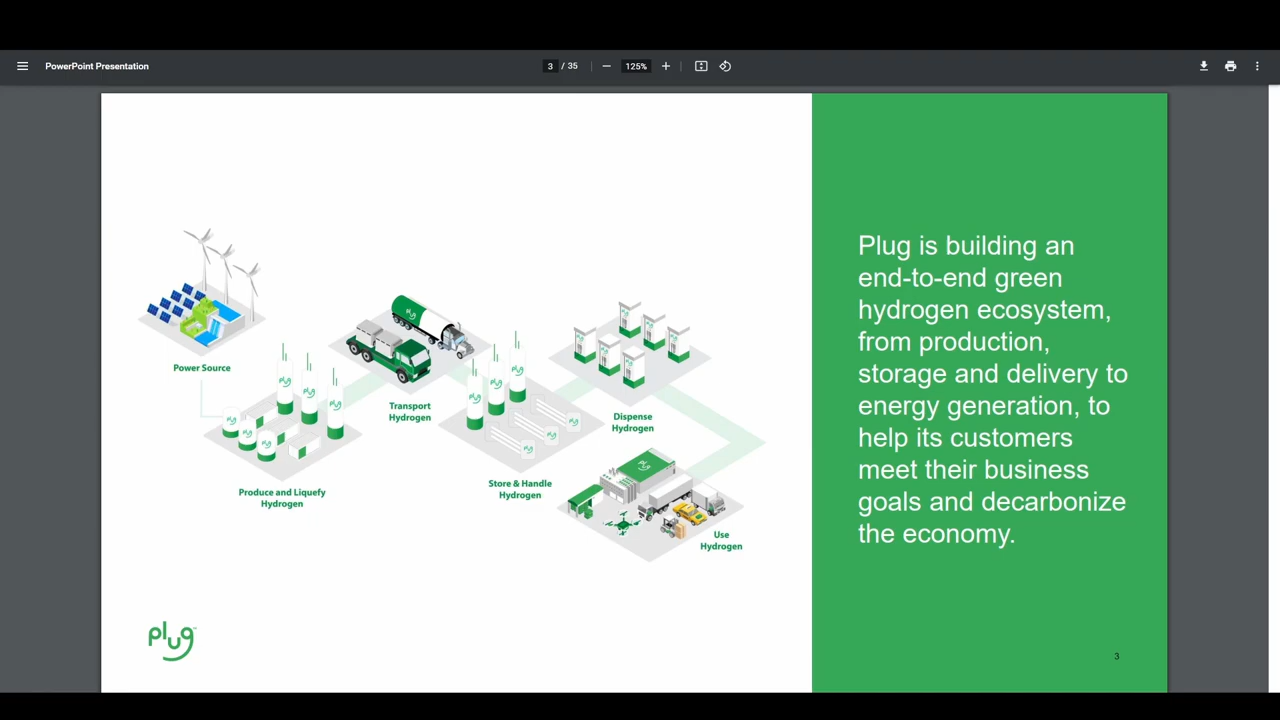 PowerPoint Presentation
3 / 35
125%
Power Source
Produce and Liquefy
Hydrogen
Transport
Hydrogen
Store & Handle
Hydrogen
Dispense
Hydrogen
Use
Hydrogen
plug™
Plug is building an
end-to-end green
hydrogen ecosystem,
from production,
storage and delivery to
energy generation, to
help its customers
meet their business
goals and decarbonize
the economy.
3